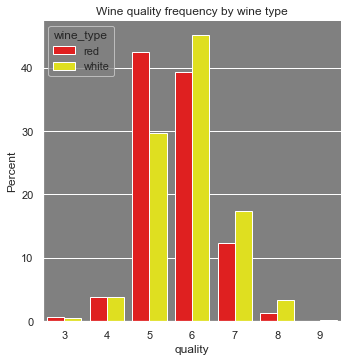 Wine quality frequency by wine type
wine_type
red
white
40
30
20
10
0
Percent
3 4 5 6 7 8 9
quality